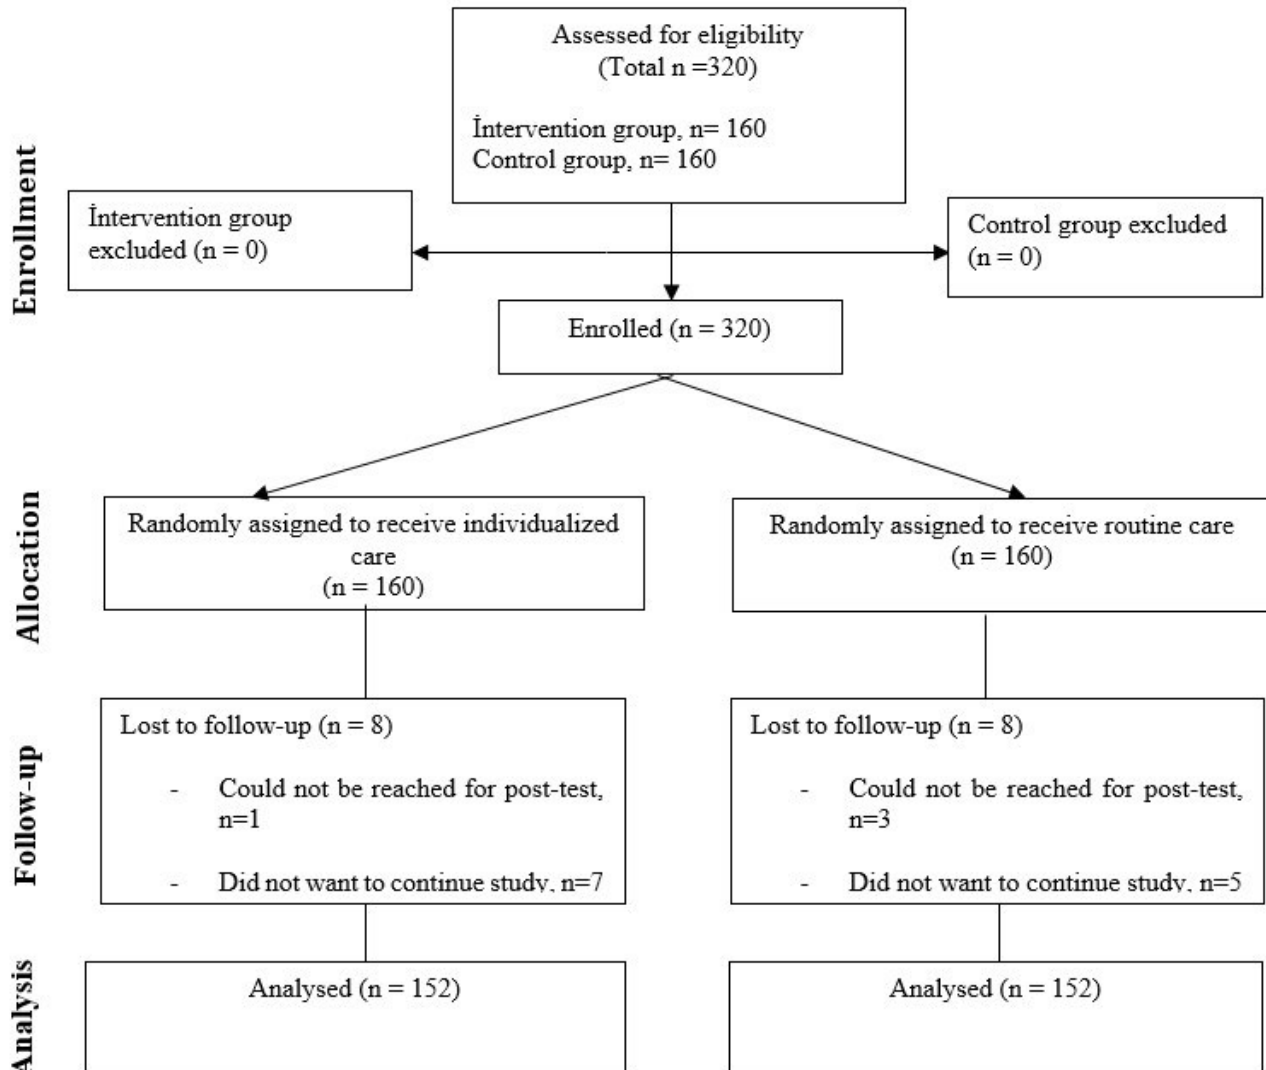 Assessed for eligibility
(Total n =320)
İntervention group, n= 160
Control group, n= 160
Enrollment
İntervention group
excluded (n = 0)
Control group excluded
(n = 0)
Enrolled (n = 320)
Allocation
Randomly assigned to receive individualized
care
(n = 160)
Randomly assigned to receive routine care
(n = 160)
Follow-up
Lost to follow-up (n = 8)
- Could not be reached for post-test,
n=1
- Did not want to continue study, n=7
Lost to follow-up (n = 8)
- Could not be reached for post-test,
n=3
- Did not want to continue study, n=5
Analysis
Analysed (n = 152)
Analysed (n = 152)